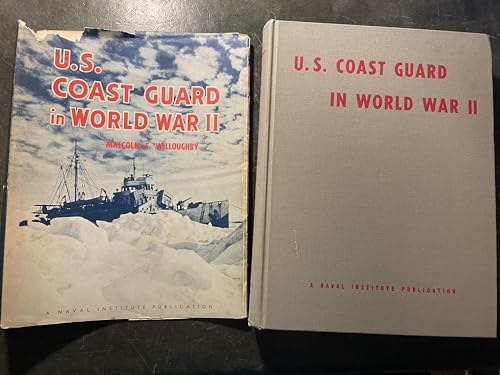 U.S.
COAST GUARD
in WORLD WAR II
MALCOLM F. WILLOUGHBY
A NAVAL INSTITUTE PUBLICATION
U.S. COAST GUARD
IN WORLD WAR II
A NAVAL INSTITUTE PUBLICATION